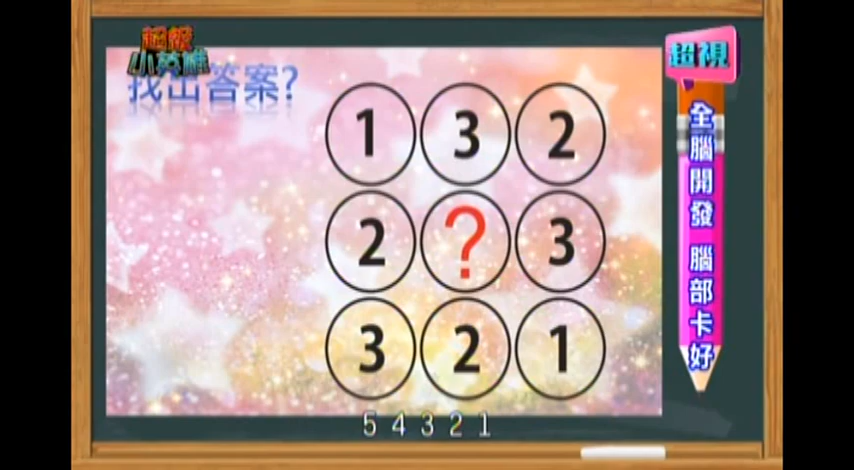 超級
小英雄
找出答案?
1 3 2
2 ? 3
3 2 1
5 4 3 2 1
超視
全腦開發 腦部卡好